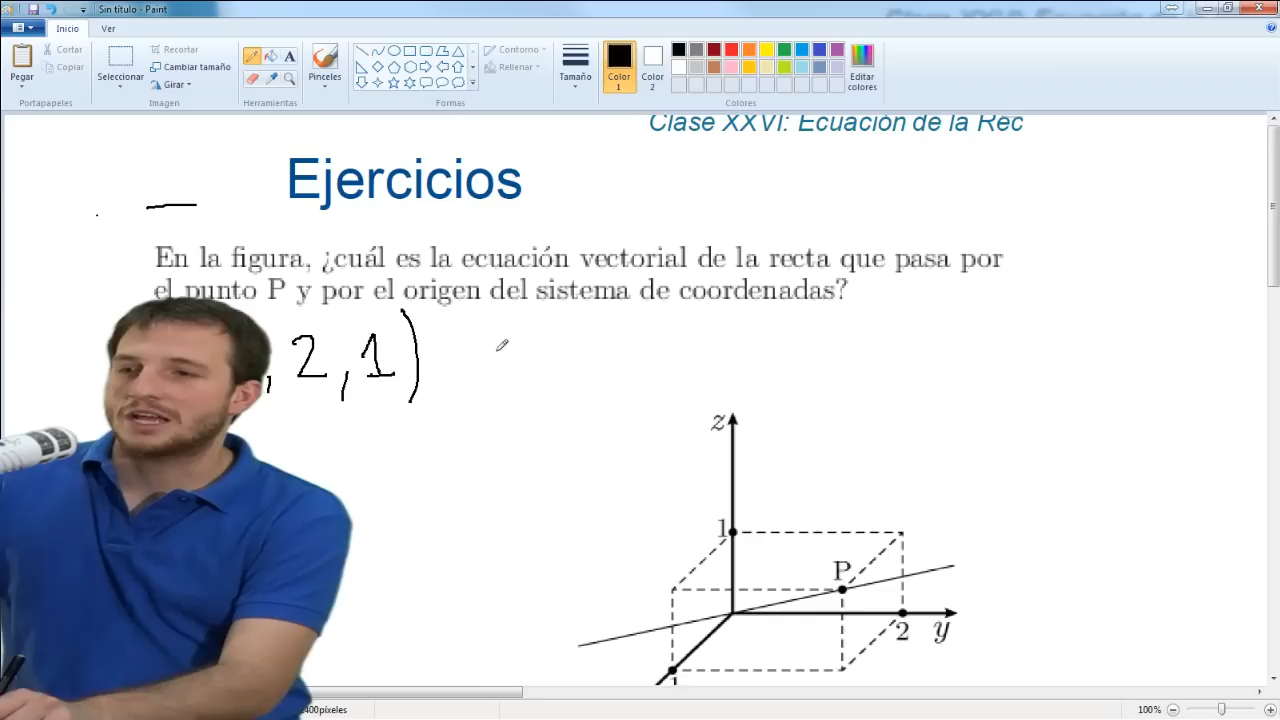 Sin título - Paint
Inicio Ver
Pegar
Cortar
Copiar
Portapapeles
Seleccionar
Recortar
Cambiar tamaño
Girar
Imagen
A
Herramientas
Pinceles
Contorno
Rellenar
Formas
Tamaño
Color 1
Color 2
Editar colores
Colores
Clase XXVI: Ecuación de la Rec
Ejercicios
En la figura, ¿cuál es la ecuación vectorial de la recta que pasa por
el punto P y por el origen del sistema de coordenadas?
, 2, 1)
z
1
P
2
y
400píxeles
100%